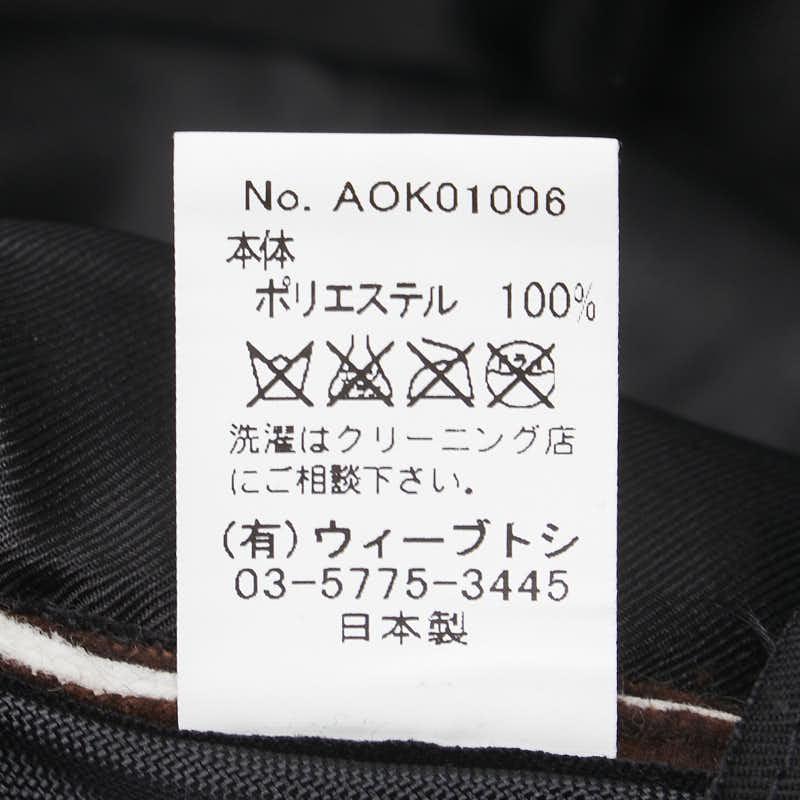 No. AOK01006
本体
ポリエステル 100%
洗濯はクリーニング店
にご相談下さい。
(有)ウィーブトシ
03-5775-3445
日本製